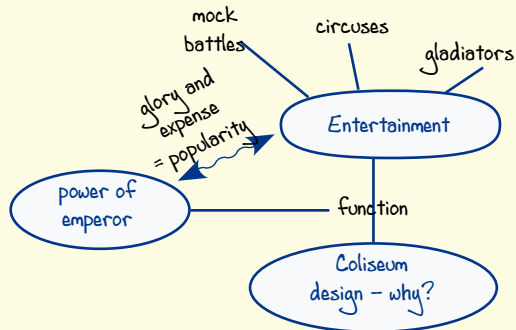 mock
battles
circuses
gladiators
glory and
expense
= popularity
Entertainment
power of
emperor
function
Coliseum
design – why?